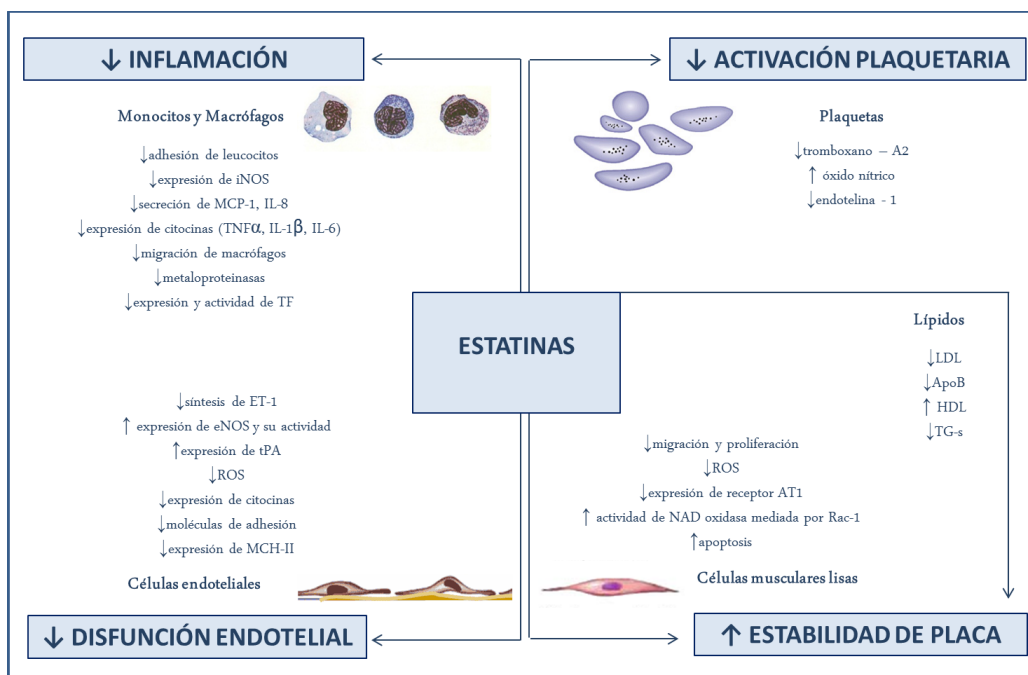 ↓ INFLAMACIÓN
Monocitos y Macrófagos
↓adhesión de leucocitos
↓expresión de iNOS
↓secreción de MCP-1, IL-8
↓expresión de citocinas (TNFα, IL-1β, IL-6)
↓migración de macrófagos
↓metaloproteinasas
↓expresión y actividad de TF
↓ ACTIVACIÓN PLAQUETARIA
Plaquetas
↓tromboxano – A2
↑ óxido nítrico
↓endotelina - 1
ESTATINAS
Lípidos
↓LDL
↓ApoB
↑ HDL
↓TG-s
↓síntesis de ET-1
↑ expresión de eNOS y su actividad
↑expresión de tPA
↓ROS
↓expresión de citocinas
↓moléculas de adhesión
↓expresión de MCH-II
Células endoteliales
↓ DISFUNCIÓN ENDOTELIAL
↓migración y proliferación
↓ROS
↓expresión de receptor AT1
↑ actividad de NAD oxidasa mediada por Rac-1
↑apoptosis
Células musculares lisas
↑ ESTABILIDAD DE PLACA